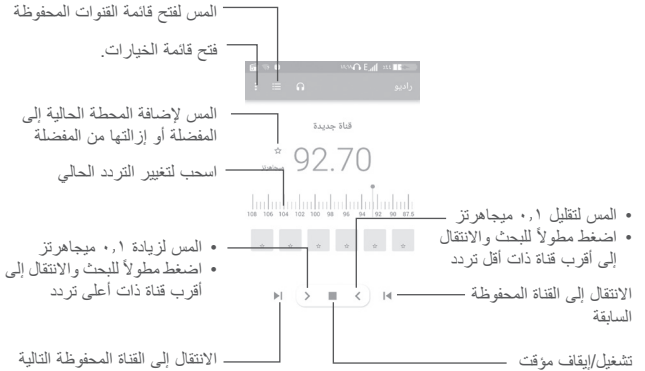 المس لفتح قائمة القنوات المحفوظة
فتح قائمة الخيارات.
راديو
قناة جديدة
المس لإضافة المحطة الحالية إلى
المفضلة أو إزالتها من المفضلة
92.70
ميجاهرتز
اسحب لتغيير التردد الحالي
108 106 104 102 100 98 96 94 92 90 87.5
• المس لتقليل ٠,١ ميجاهرتز
• اضغط مطولاً للبحث والانتقال
إلى أقرب قناة ذات أقل تردد
• المس لزيادة ٠,١ ميجاهرتز
• اضغط مطولاً للبحث والانتقال إلى
أقرب قناة ذات أعلى تردد
الانتقال إلى القناة المحفوظة
السابقة
الانتقال إلى القناة المحفوظة التالية
تشغيل/إيقاف مؤقت